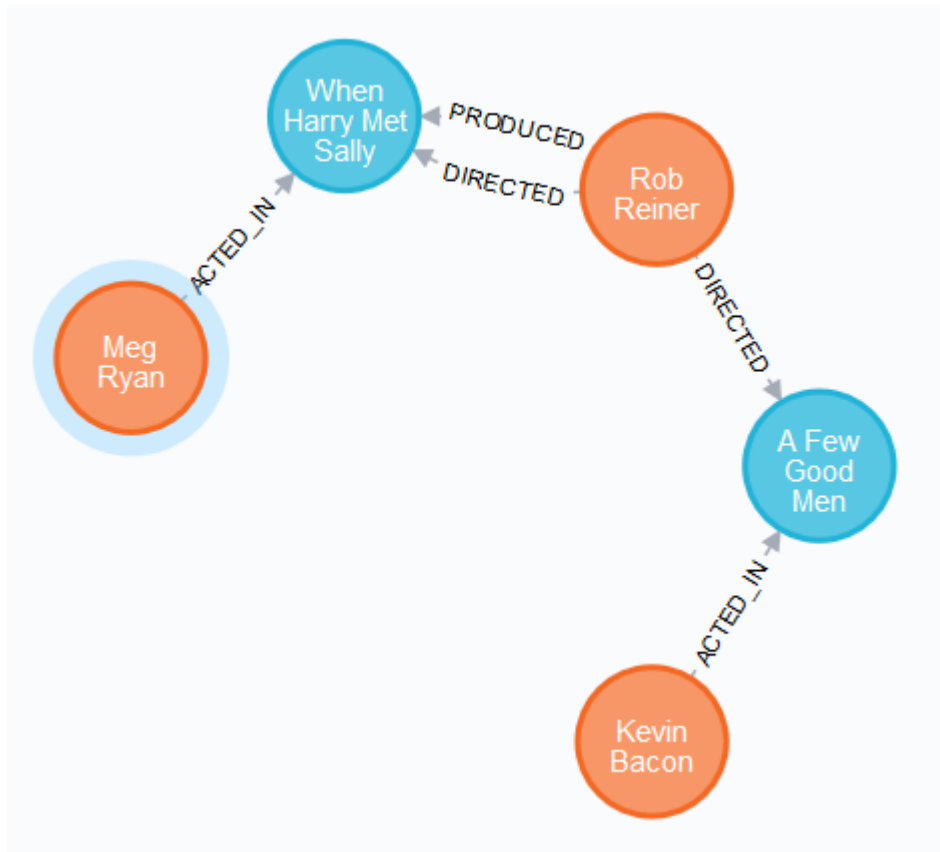 When
Harry Met
Sally
PRODUCED
DIRECTED
Rob
Reiner
ACTED_IN
DIRECTED
Meg
Ryan
A Few
Good
Men
ACTED_IN
Kevin
Bacon